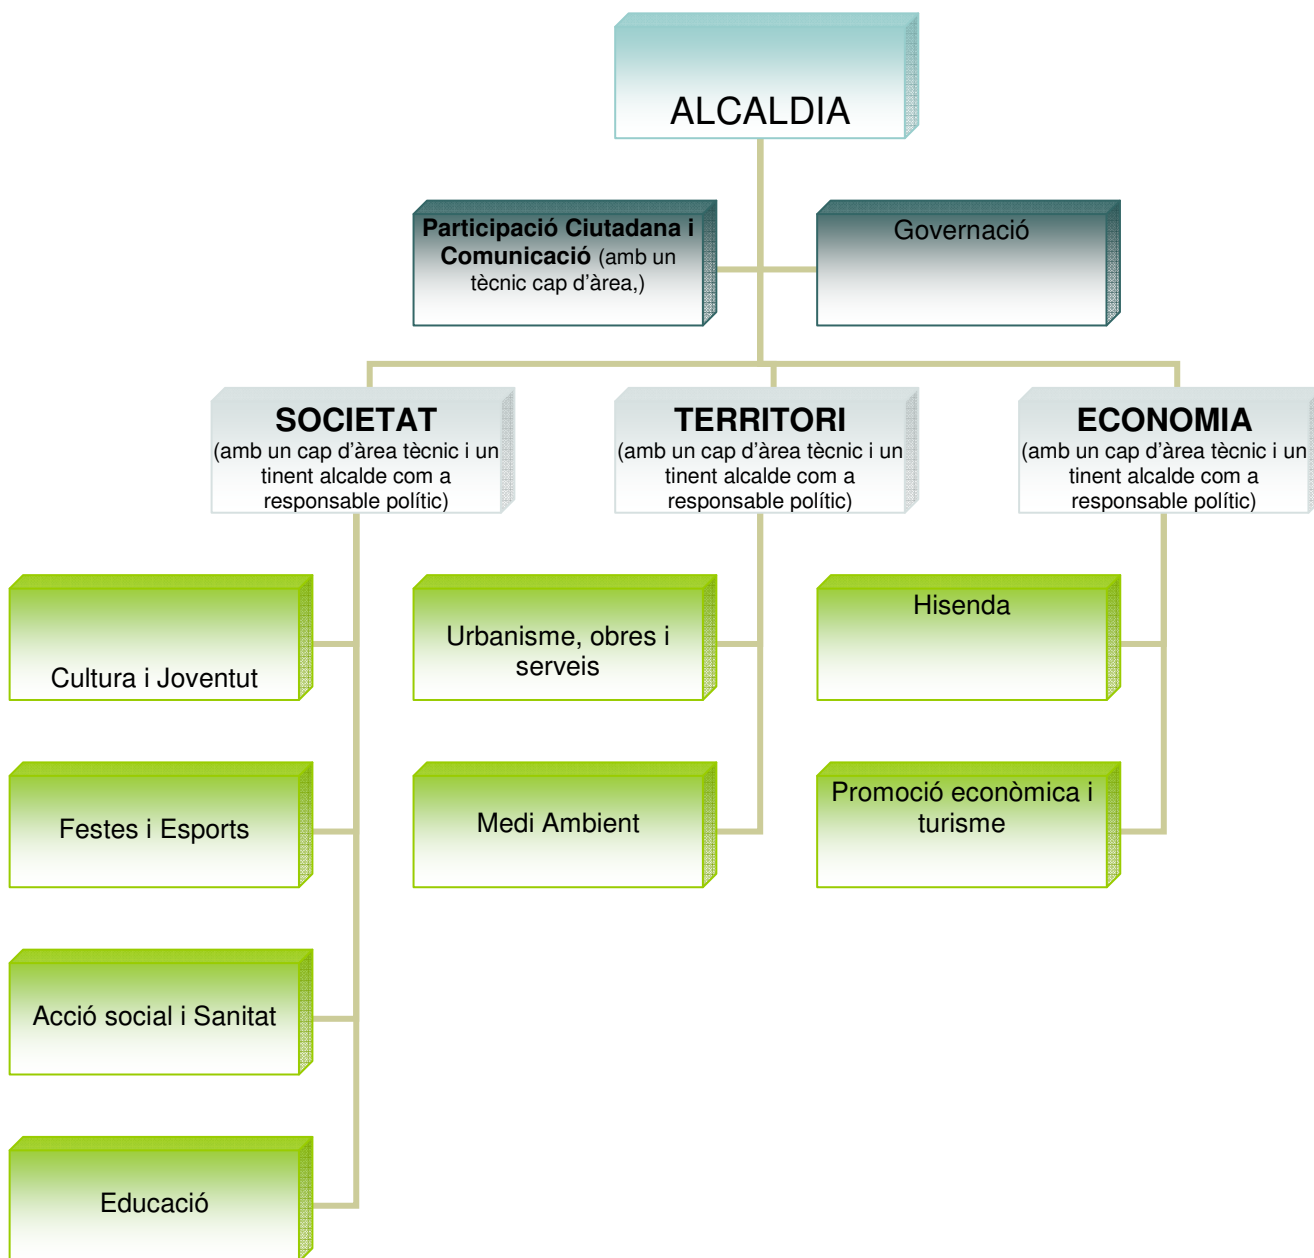 ALCALDIA
Participació Ciutadana i
Comunicació (amb un
tècnic cap d'àrea,)
Governació
SOCIETAT
(amb un cap d'àrea tècnic i un
tinent alcalde com a
responsable polític)
TERRITORI
(amb un cap d'àrea tècnic i un
tinent alcalde com a
responsable polític)
ECONOMIA
(amb un cap d'àrea tècnic i un
tinent alcalde com a
responsable polític)
Cultura i Joventut
Urbanisme, obres i
serveis
Hisenda
Festes i Esports
Medi Ambient
Promoció econòmica i
turisme
Acció social i Sanitat
Educació